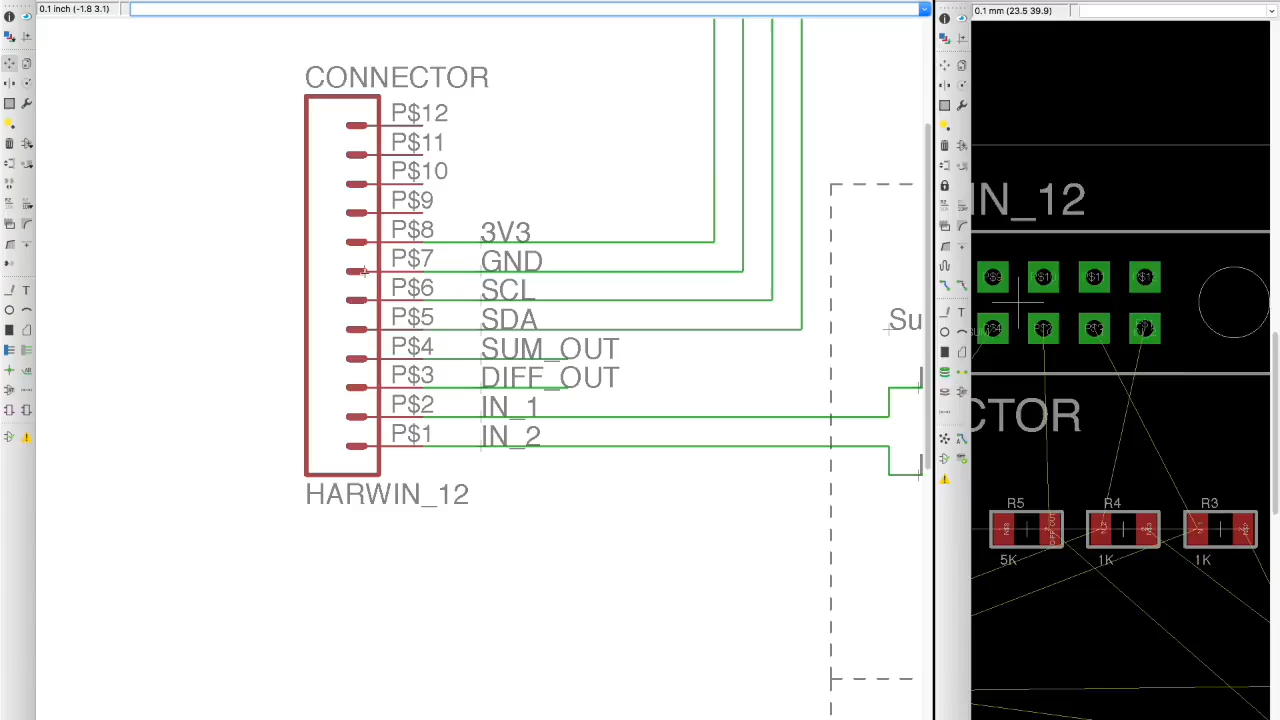 0.1 inch (-1.8 3.1)
0.1 mm (23.5 39.9)
CONNECTOR
P$12
P$11
P$10
P$9
P$8 3V3
P$7 GND
P$6 SCL
P$5 SDA
P$4 SUM_OUT
P$3 DIFF_OUT
P$2 IN_1
P$1 IN_2
HARWIN_12
Su
IN_12
CTOR
R5 R4 R3
5K 1K 1K